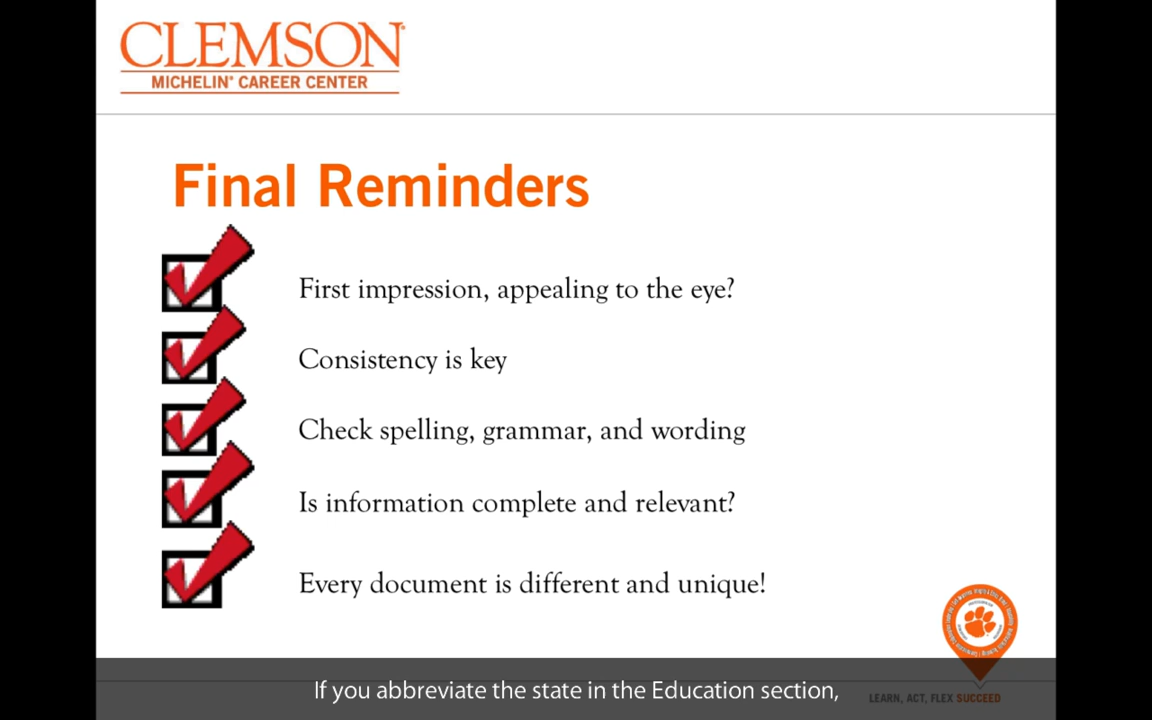 CLEMSON
MICHELIN® CAREER CENTER
Final Reminders
First impression, appealing to the eye?
Consistency is key
Check spelling, grammar, and wording
Is information complete and relevant?
Every document is different and unique!
If you abbreviate the state in the Education section,
LEARN, ACT, FLEX SUCCEED